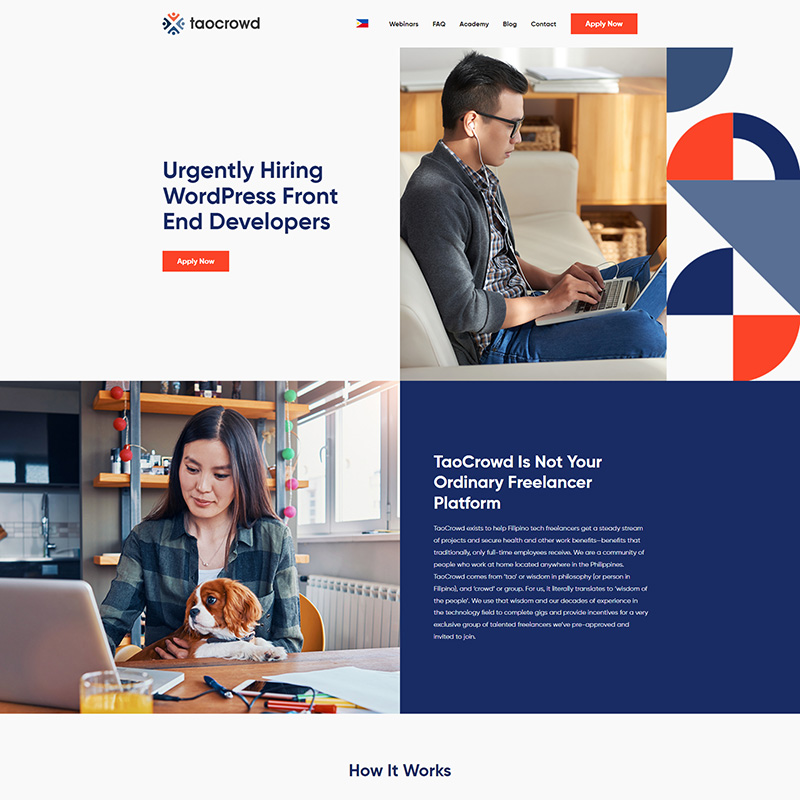 taocrowd
Webinars FAQ Academy Blog Contact Apply Now
Urgently Hiring
WordPress Front
End Developers
Apply Now
TaoCrowd Is Not Your
Ordinary Freelancer
Platform
TaoCrowd exists to help Filipino tech freelancers get a steady stream
of projects and secure health and other work benefits—benefits that
traditionally, only full-time employees receive. We are a community of
people who work at home located anywhere in the Philippines.
TaoCrowd comes from 'tao' or wisdom in philosophy (or person in
Filipino), and 'crowd' or group. For us, it literally translates to 'wisdom of
the people'. We use that wisdom and our decades of experience in
the technology field to complete gigs and provide incentives for a very
exclusive group of talented freelancers we've pre-approved and
invited to join.
How It Works